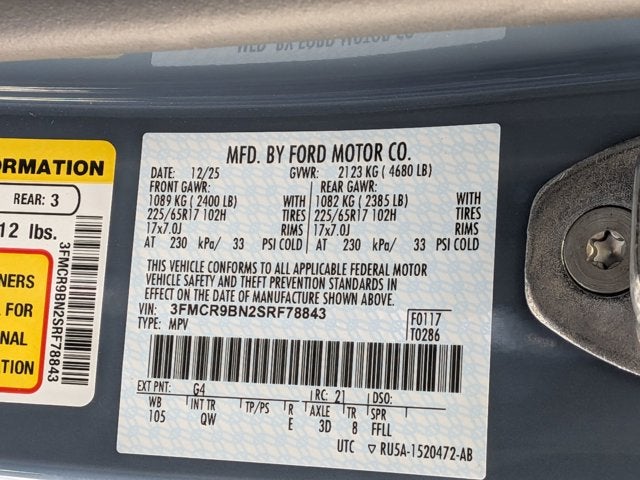 ORMATION
REAR: 3
12 lbs.
NERS
FOR
NAL
TION
3FMCR9BN2SRF78843
MFD. BY FORD MOTOR CO.
DATE: 12/25 GVWR: 2123 KG ( 4680 LB)
FRONT GAWR: REAR GAWR:
1089 KG ( 2400 LB) WITH 1082 KG ( 2385 LB) WITH
225/65R17 102H TIRES 225/65R17 102H TIRES
17x7.0J RIMS 17x7.0J RIMS
AT 230 kPa/ 33 PSI COLD AT 230 kPa/ 33 PSI COLD
THIS VEHICLE CONFORMS TO ALL APPLICABLE FEDERAL MOTOR
VEHICLE SAFETY AND THEFT PREVENTION STANDARDS IN
EFFECT ON THE DATE OF MANUFACTURE SHOWN ABOVE.
VIN: 3FMCR9BN2SRF78843 F0117
TYPE: MPV T0286
EXT PNT: G4 RC: 21 DSO:
WB INT TR TP/PS R AXLE TR SPR
105 QW E 3D 8 FFLL
UTC ▽ RU5A-1520472-AB